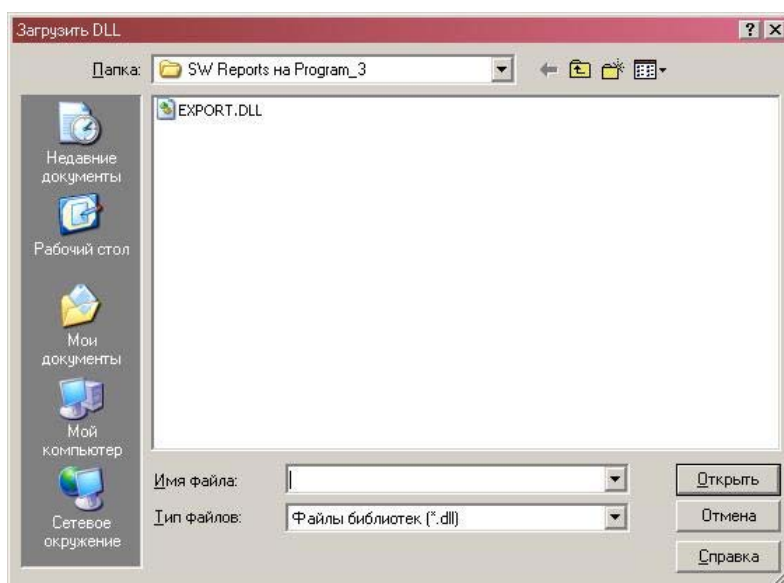 Загрузить DLL
Папка:
SW Reports на Program_3
EXPORT.DLL
Недавние
документы
Рабочий стол
Мои
документы
Мой
компьютер
Сетевое
окружение
Имя файла:
Открыть
Тип файлов:
Файлы библиотек (*.dll)
Отмена
Справка